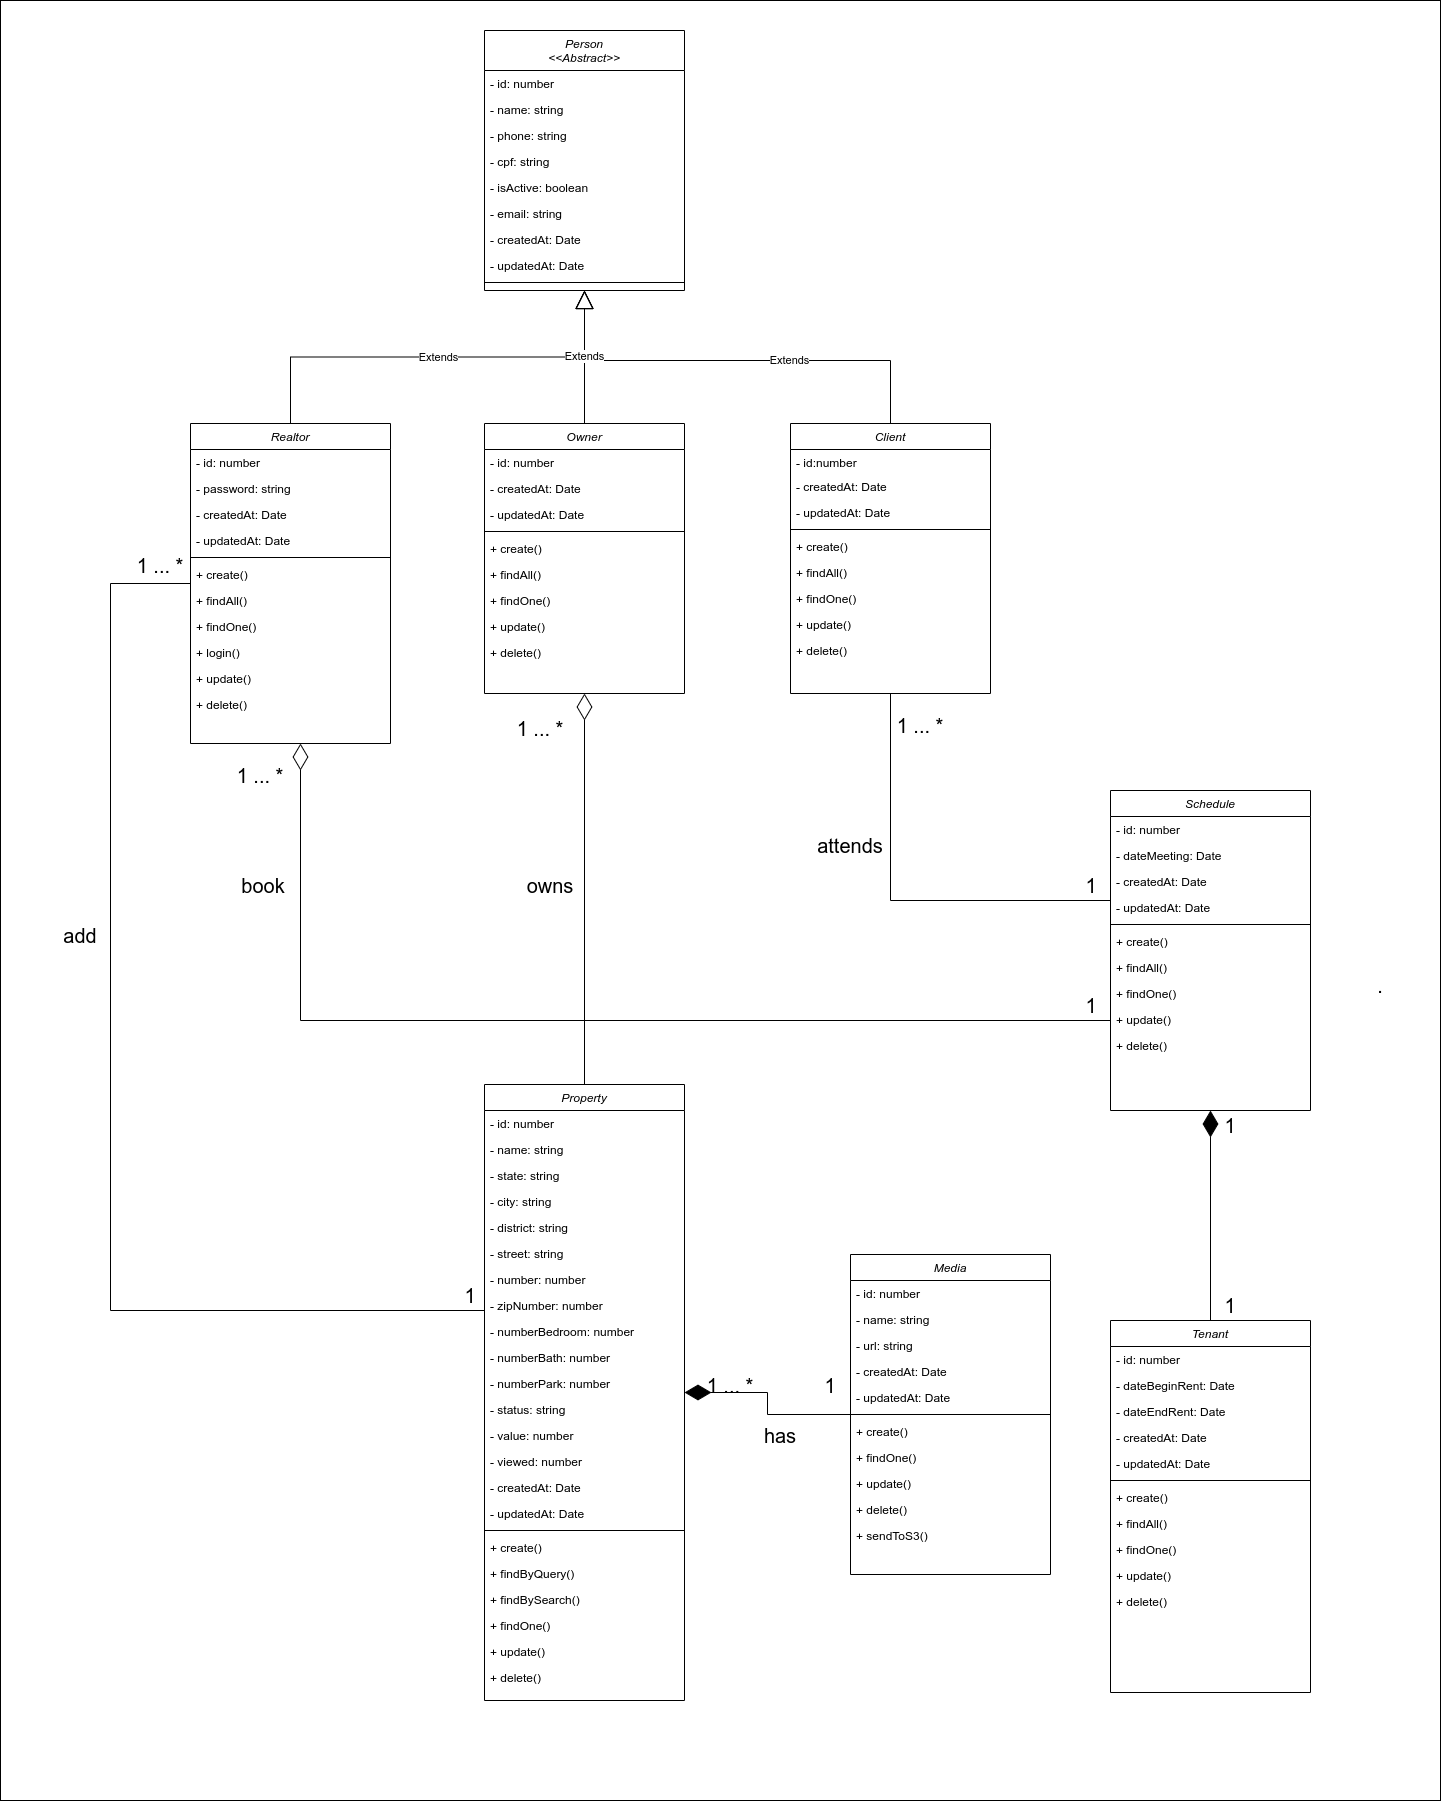 Person
<<Abstract>>
- id: number
- name: string
- phone: string
- cpf: string
- isActive: boolean
- email: string
- createdAt: Date
- updatedAt: Date
Extends
Extends
Extends
Realtor
- id: number
- password: string
- createdAt: Date
- updatedAt: Date
+ create()
+ findAll()
+ findOne()
+ login()
+ update()
+ delete()
Owner
- id: number
- createdAt: Date
- updatedAt: Date
+ create()
+ findAll()
+ findOne()
+ update()
+ delete()
Client
- id:number
- createdAt: Date
- updatedAt: Date
+ create()
+ findAll()
+ findOne()
+ update()
+ delete()
1 ... *
1 ... *
1 ... *
1 ... *
add
book
owns
attends
1
1
Schedule
- id: number
- dateMeeting: Date
- createdAt: Date
- updatedAt: Date
+ create()
+ findAll()
+ findOne()
+ update()
+ delete()
.
1
1
1
Property
- id: number
- name: string
- state: string
- city: string
- district: string
- street: string
- number: number
- zipNumber: number
- numberBedroom: number
- numberBath: number
- numberPark: number
- status: string
- value: number
- viewed: number
- createdAt: Date
- updatedAt: Date
+ create()
+ findByQuery()
+ findBySearch()
+ findOne()
+ update()
+ delete()
1 ... *
1
has
Media
- id: number
- name: string
- url: string
- createdAt: Date
- updatedAt: Date
+ create()
+ findOne()
+ update()
+ delete()
+ sendToS3()
Tenant
- id: number
- dateBeginRent: Date
- dateEndRent: Date
- createdAt: Date
- updatedAt: Date
+ create()
+ findAll()
+ findOne()
+ update()
+ delete()